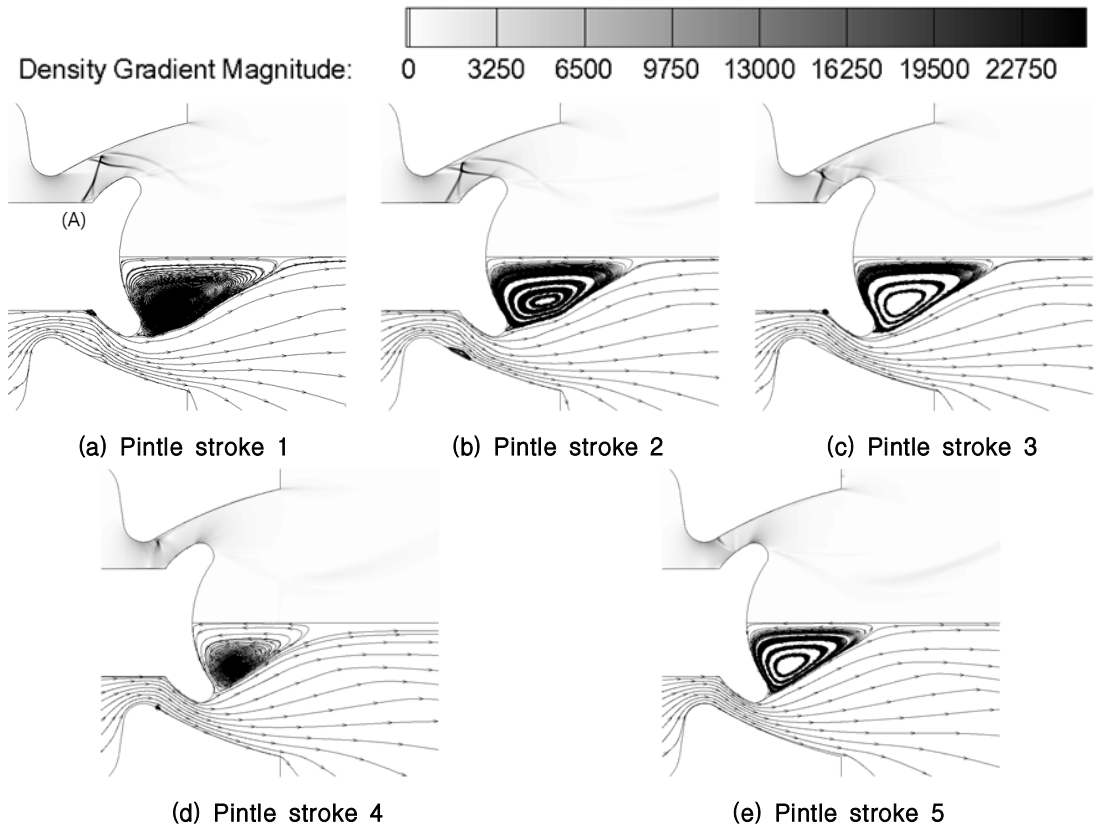 Density Gradient Magnitude: 0 3250 6500 9750 13000 16250 19500 22750
(A)
(a) Pintle stroke 1 (b) Pintle stroke 2 (c) Pintle stroke 3
(d) Pintle stroke 4 (e) Pintle stroke 5